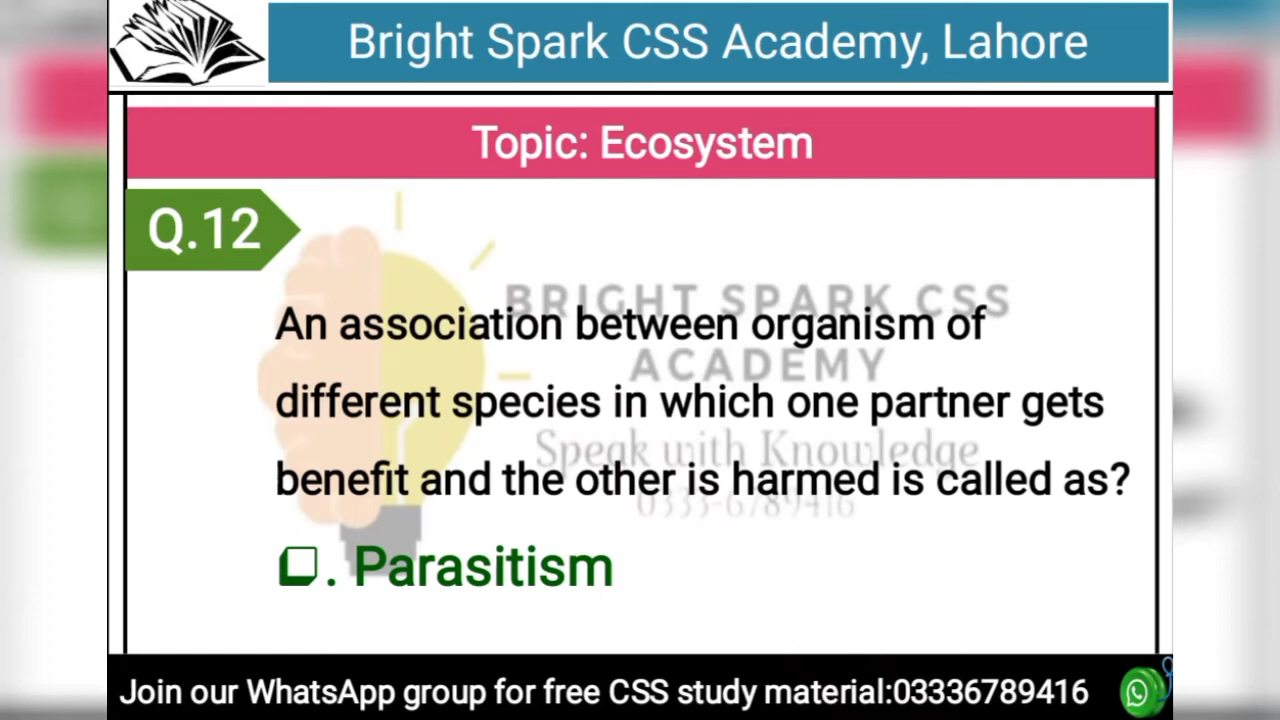 Bright Spark CSS Academy, Lahore
Topic: Ecosystem
Q.12
BRIGHT SPARK CSS
An association between organism of
ACADEMY
different species in which one partner gets
Speak with Knowledge
benefit and the other is harmed is called as?
0333-6789416
❑. Parasitism
Join our WhatsApp group for free CSS study material:03336789416